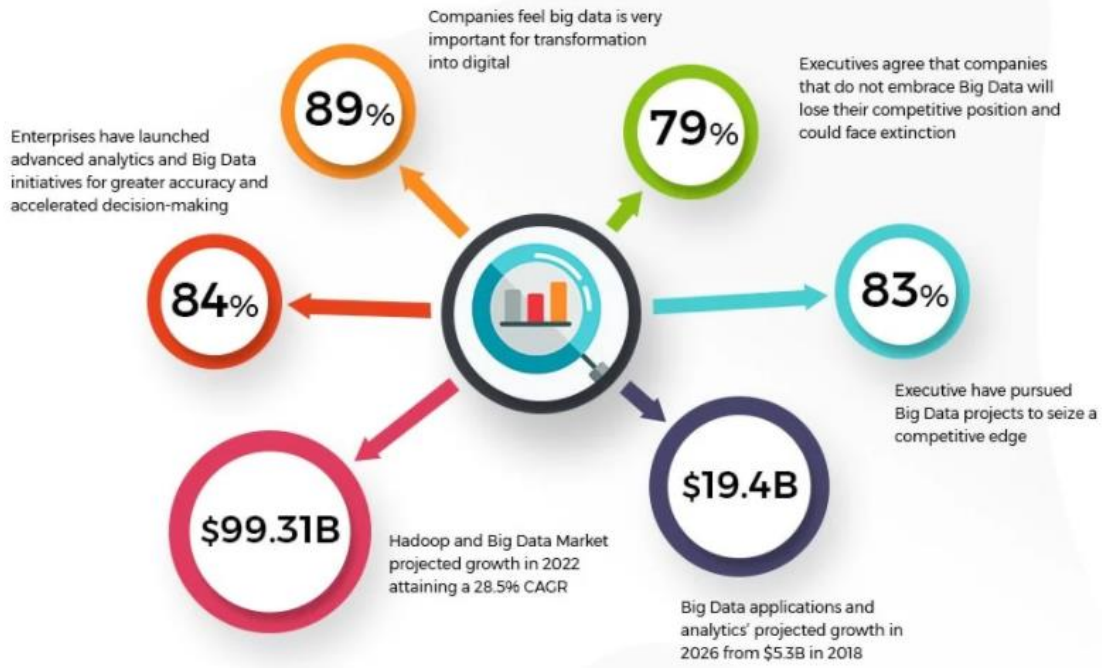 Companies feel big data is very
important for transformation
into digital
89%
Executives agree that companies
that do not embrace Big Data will
lose their competitive position and
could face extinction
79%
Enterprises have launched
advanced analytics and Big Data
initiatives for greater accuracy and
accelerated decision-making
84%
83%
Executive have pursued
Big Data projects to seize a
competitive edge
$99.31B
Hadoop and Big Data Market
projected growth in 2022
attaining a 28.5% CAGR
$19.4B
Big Data applications and
analytics’ projected growth in
2026 from $5.3B in 2018